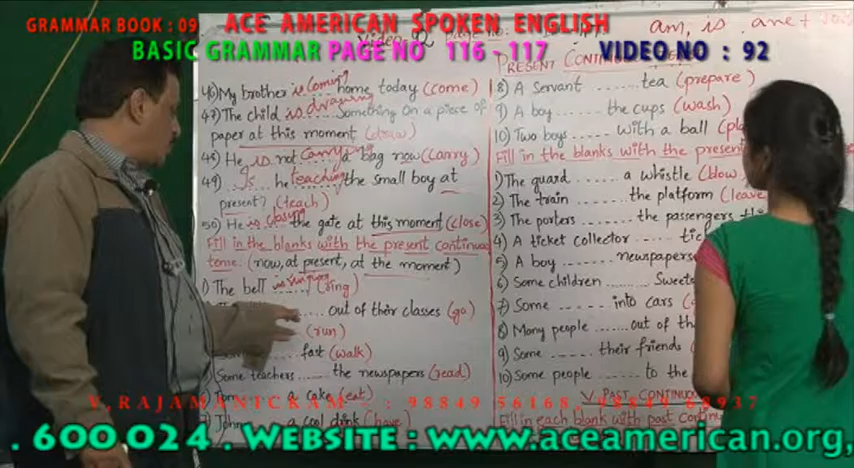 GRAMMAR BOOK : 09 ACE AMERICAN SPOKEN ENGLISH
BASIC GRAMMAR PAGE NO 116 - 117 VIDEO NO : 92
am, is are +
PRESENT
46) My brother is coming home today (come)
47) The child is drawing something on a piece of
paper at this moment (draw)
48) He is not carrying a bag now (carry)
49) Is he teaching the small boy at
present? (teach)
50) He is closing the gate at this moment (close)
Fill in the blanks with the present continuous
tense. (now, at present, at the moment)
1) The bell is ringing (ring)
out of their classes (go)
(run)
fast (walk)
Some teachers ...... the newspapers (read)
a cake (eat)
John a cool drink (have)
8) A servant ...... tea (prepare)
9) A boy ...... the cups (wash)
10) Two boys ...... with a ball
Fill in the blanks with the present
1) The guard ...... a whistle (blow
2) The train ....... the platform (leave
3) The porters ....... the passengers
4) A ticket collector .....
5) A boy ...... newspapers
6) Some children ....... Sweets
7) Some ....... into cars
8) Many people ....... out of
9) Some ....... their friends
10) Some people ...... to the
V. PAST CONTINUOUS
Fill in each blank with past
V.RAJAMANICKAM - 98849 56168
. 600 024 . WEBSITE : www.aceamerican.org,